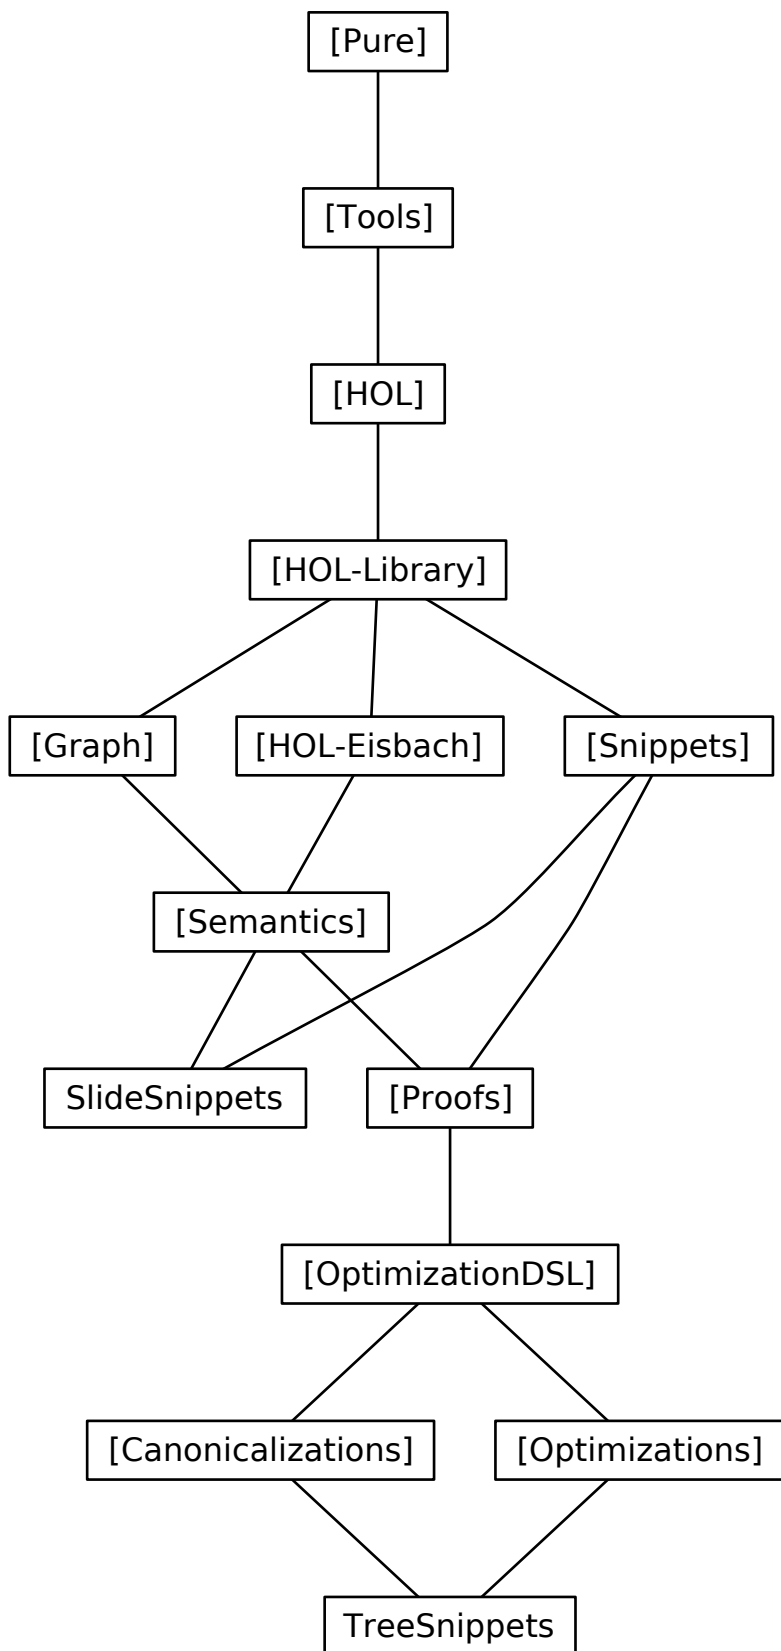 [Pure]
[Tools]
[HOL]
[HOL-Library]
[Graph]
[HOL-Eisbach]
[Snippets]
[Semantics]
SlideSnippets
[Proofs]
[OptimizationDSL]
[Canonicalizations]
[Optimizations]
TreeSnippets